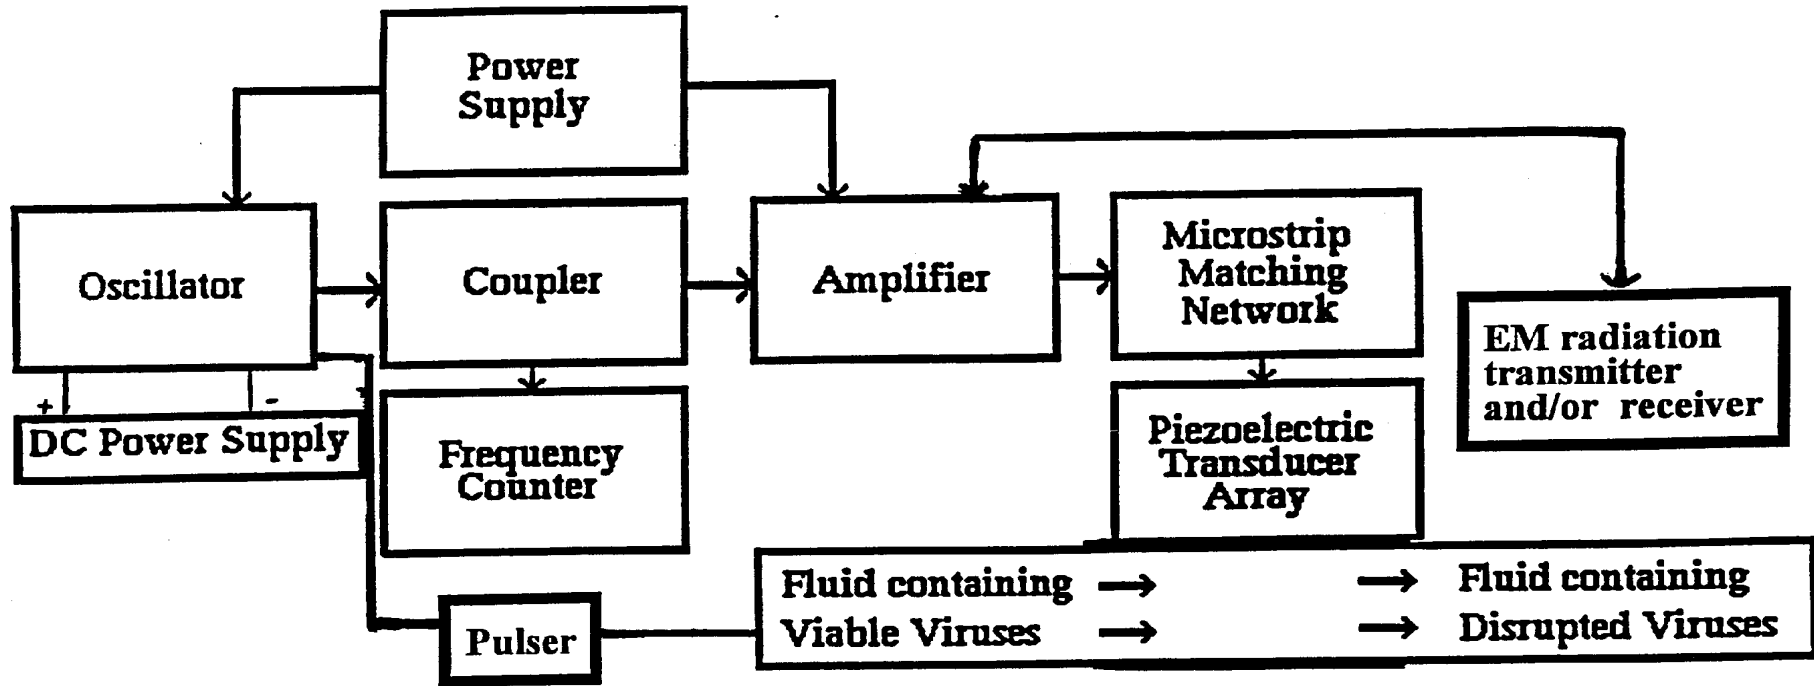 Power
Supply
Oscillator
Coupler
Amplifier
Microstrip
Matching
Network
EM radiation
transmitter
and/or receiver
+ -
DC Power Supply
Frequency
Counter
Piezoelectric
Transducer
Array
Pulser
Fluid containing
Viable Viruses
Fluid containing
Disrupted Viruses